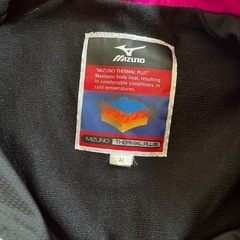 MIZUNO
"MIZUNO THERMAL PLUS"
Maintains body heat, resulting
in comfortable conditions in
cold temperatures.
MIZUNO THERMAL PLUS